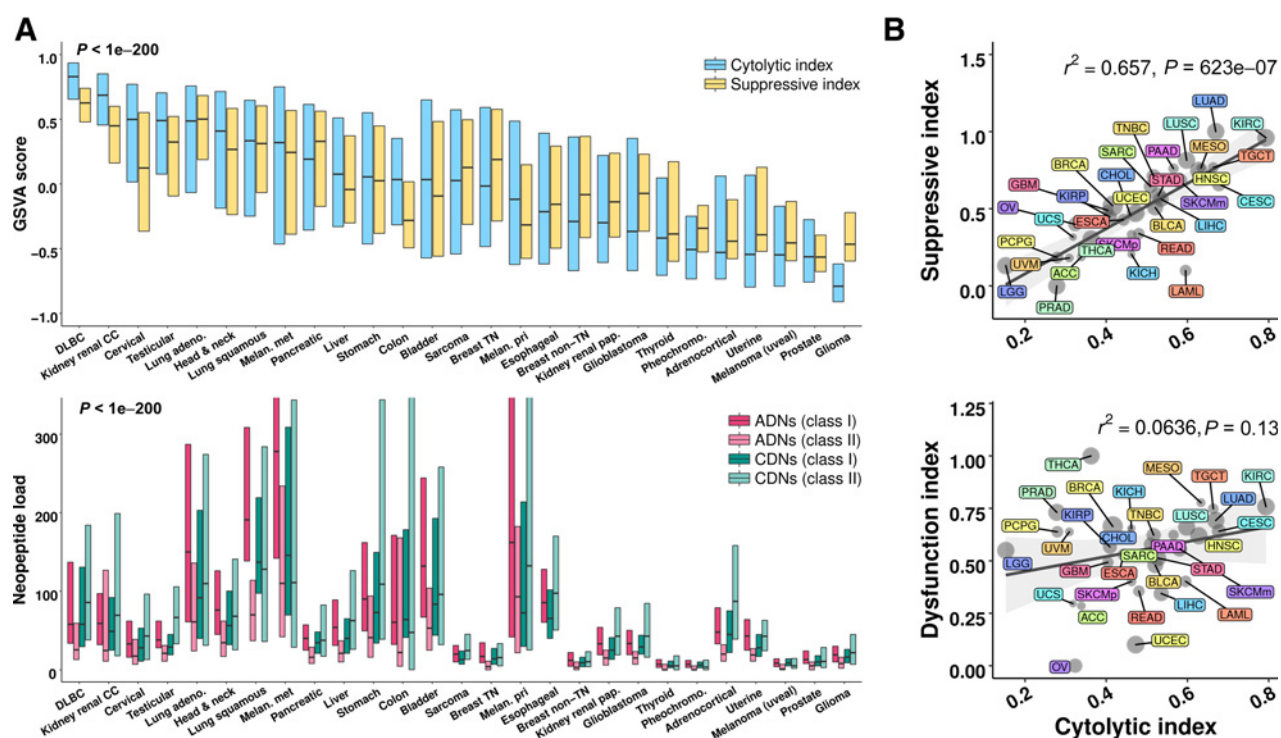 A
P < 1e−200
Cytolytic index
Suppressive index
GSVA score
1.0
0.5
0.0
−0.5
−1.0
DLBC
Kidney renal CC
Cervical
Testicular
Lung adeno.
Head & neck
Lung squamous
Melan. met
Pancreatic
Liver
Stomach
Colon
Bladder
Sarcoma
Breast TN
Melan. pri
Esophageal
Breast non−TN
Kidney renal pap.
Glioblastoma
Thyroid
Pheochromo.
Adrenocortical
Uterine
Melanoma (uveal)
Prostate
Glioma
P < 1e−200
ADNs (class I)
ADNs (class II)
CDNs (class I)
CDNs (class II)
Neopeptide load
300
200
100
0
DLBC
Kidney renal CC
Cervical
Testicular
Lung adeno.
Head & neck
Lung squamous
Melan. met
Pancreatic
Liver
Stomach
Colon
Bladder
Sarcoma
Breast TN
Melan. pri
Esophageal
Breast non−TN
Kidney renal pap.
Glioblastoma
Thyroid
Pheochromo.
Adrenocortical
Uterine
Melanoma (uveal)
Prostate
Glioma
B
r² = 0.657, P = 623e−07
Suppressive index
1.5
1.0
0.5
0.0
LUAD
TNBC
LUSC
KIRC
SARC
PAAD
MESO
TGCT
BRCA
CHOL
STAD
HNSC
GBM
KIRP
UCEC
SKCMm
CESC
OV
UCS
ESCA
BLCA
LIHC
PCPG
SKCMp
READ
THCA
UVM
ACC
KICH
LGG
PRAD
LAML
0.2
0.4
0.6
0.8
r² = 0.0636, P = 0.13
Dysfunction index
1.25
1.00
0.75
0.50
0.25
0.00
THCA
MESO
TGCT
KIRC
PRAD
BRCA
KICH
LUAD
PCPG
KIRP
TNBC
LUSC
CESC
UVM
CHOL
PAAD
HNSC
LGG
SARC
GBM
ESCA
STAD
UCS
SKCMp
BLCA
SKCMm
ACC
READ
LIHC
LAML
UCEC
OV
0.2
0.4
0.6
0.8
Cytolytic index